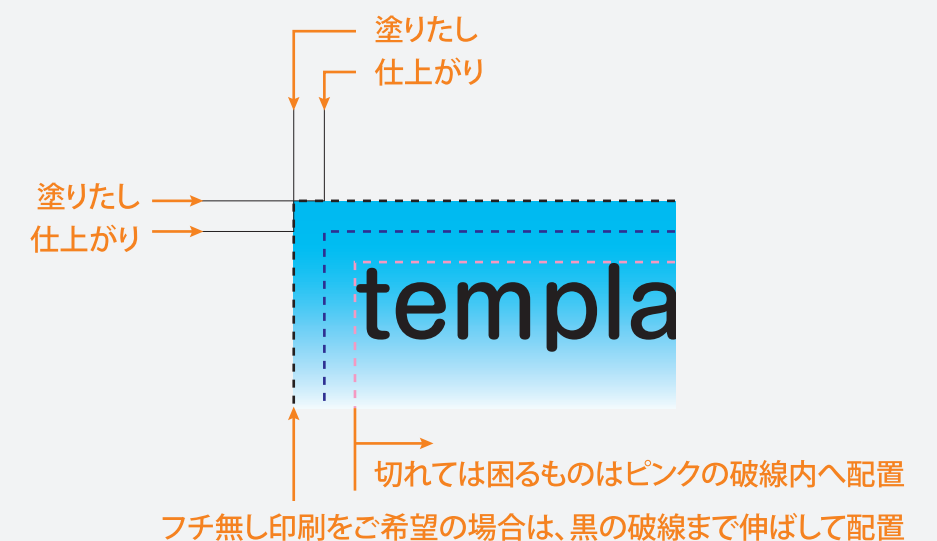 塗りたし
仕上がり
塗りたし
仕上がり
templa
切れては困るものはピンクの破線内へ配置
フチ無し印刷をご希望の場合は、黒の破線まで伸ばして配置